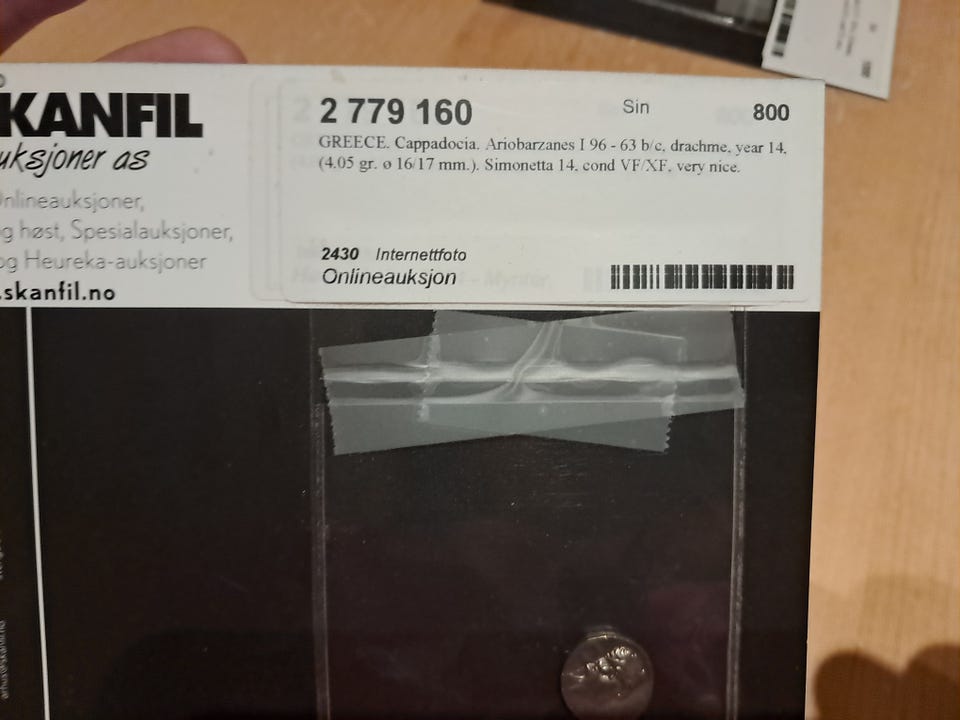 KANFIL
uksjoner as
nlineauksjoner,
g høst, Spesialauksjoner,
og Heureka-auksjoner
.skanfil.no
2 779 160 Sin 800
GREECE. Cappadocia. Ariobarzanes I 96 - 63 b/c, drachme, year 14,
(4.05 gr. ø 16/17 mm.). Simonetta 14, cond VF/XF, very nice.
2430 Internettfoto
Onlineauksjon